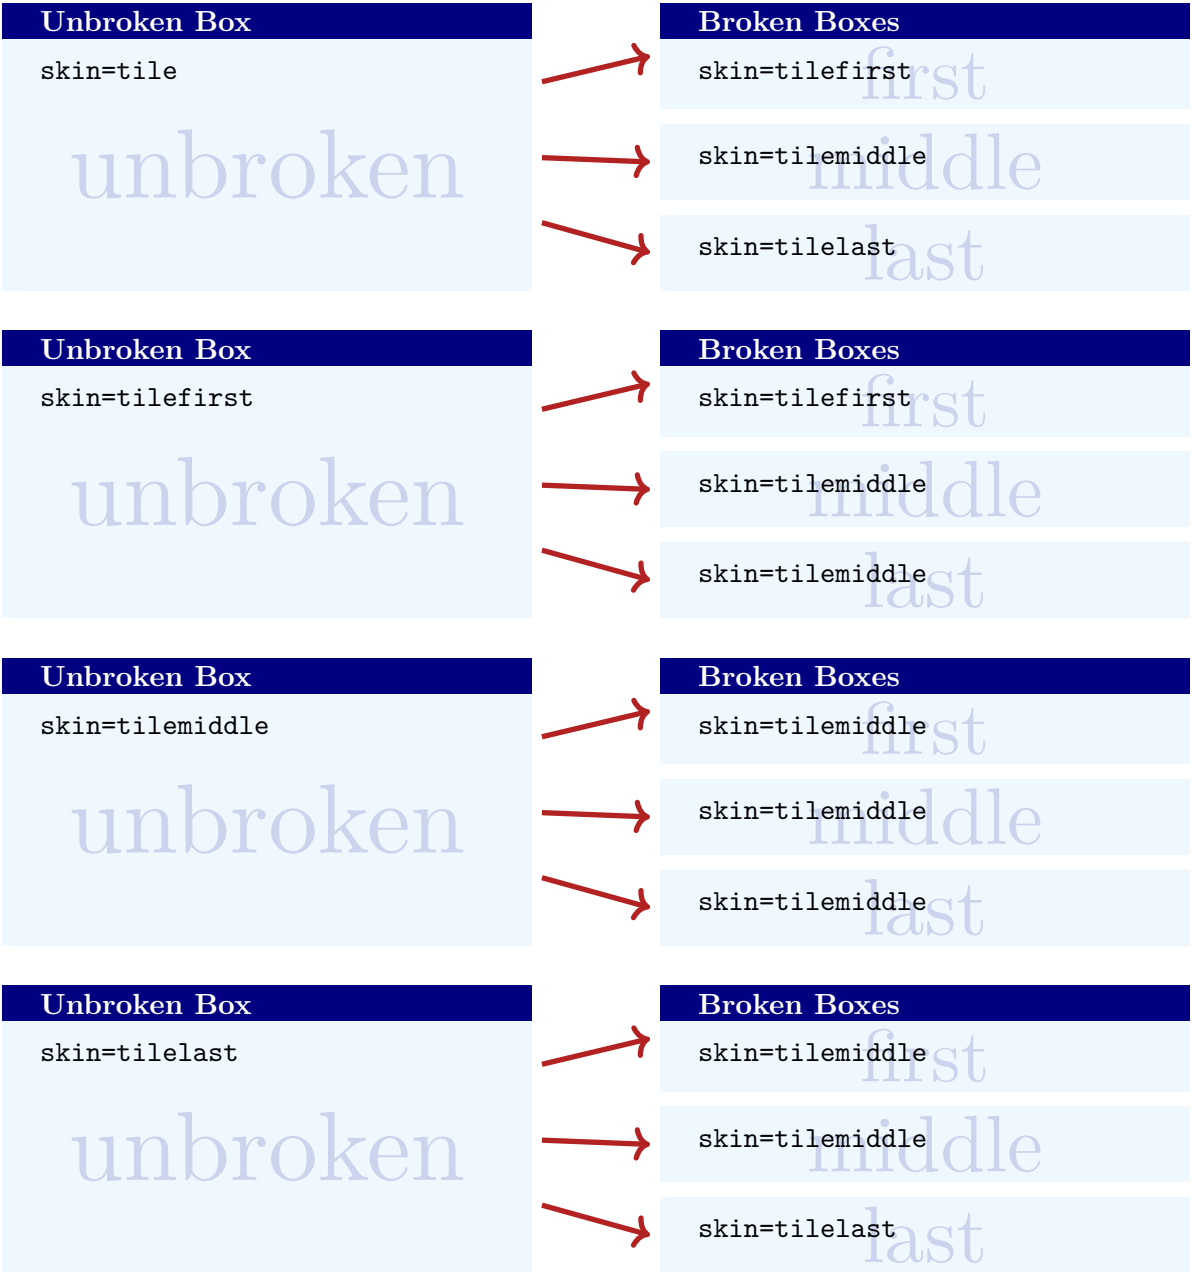 Unbroken Box
skin=tile
unbroken
Broken Boxes
skin=tilefirst
first
skin=tilemiddle
middle
skin=tilelast
last
Unbroken Box
skin=tilefirst
unbroken
Broken Boxes
skin=tilefirst
first
skin=tilemiddle
middle
skin=tilemiddle
last
Unbroken Box
skin=tilemiddle
unbroken
Broken Boxes
skin=tilemiddle
first
skin=tilemiddle
middle
skin=tilemiddle
last
Unbroken Box
skin=tilelast
unbroken
Broken Boxes
skin=tilemiddle
first
skin=tilemiddle
middle
skin=tilelast
last